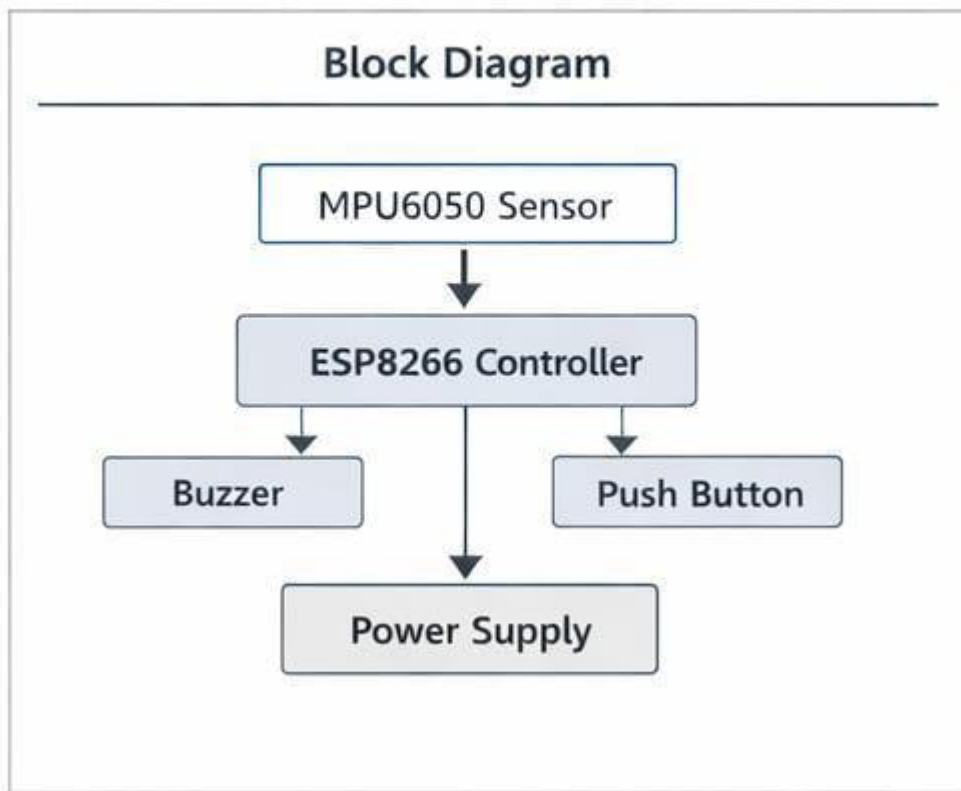 Block Diagram
MPU6050 Sensor
ESP8266 Controller
Buzzer
Push Button
Power Supply